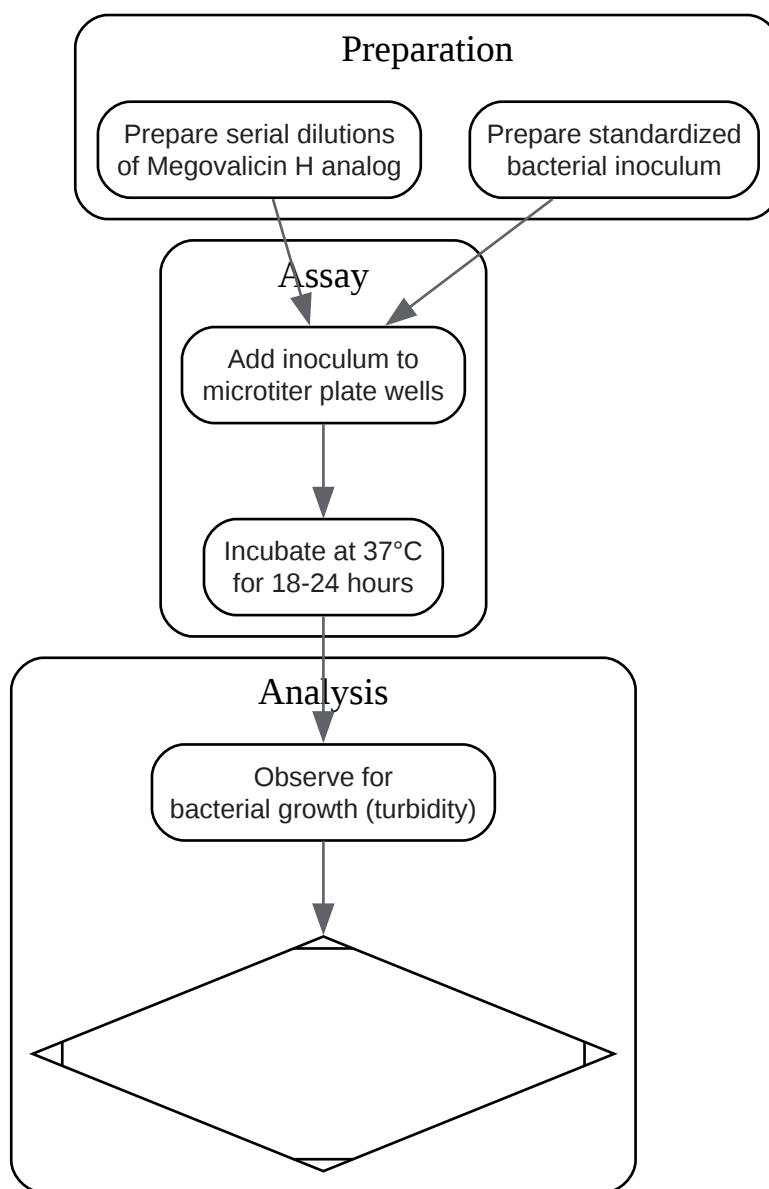 Preparation
Prepare serial dilutions
of Megovalicin H analog
Prepare standardized
bacterial inoculum
Assay
Add inoculum to
microtiter plate wells
Incubate at 37°C
for 18-24 hours
Analysis
Observe for
bacterial growth (turbidity)